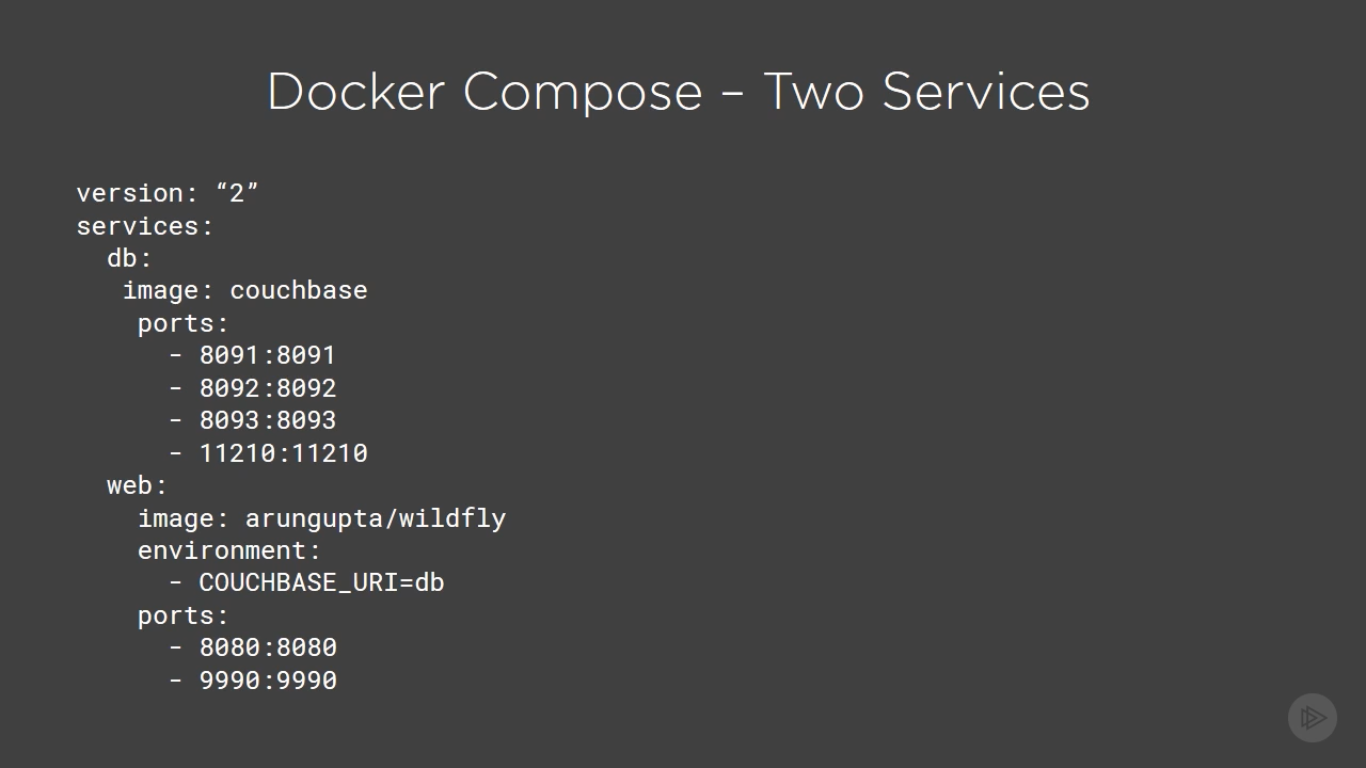 Docker Compose – Two Services
version: “2”
services:
  db:
   image: couchbase
    ports:
      - 8091:8091
      - 8092:8092
      - 8093:8093
      - 11210:11210
  web:
    image: arungupta/wildfly
    environment:
      - COUCHBASE_URI=db
    ports:
      - 8080:8080
      - 9990:9990